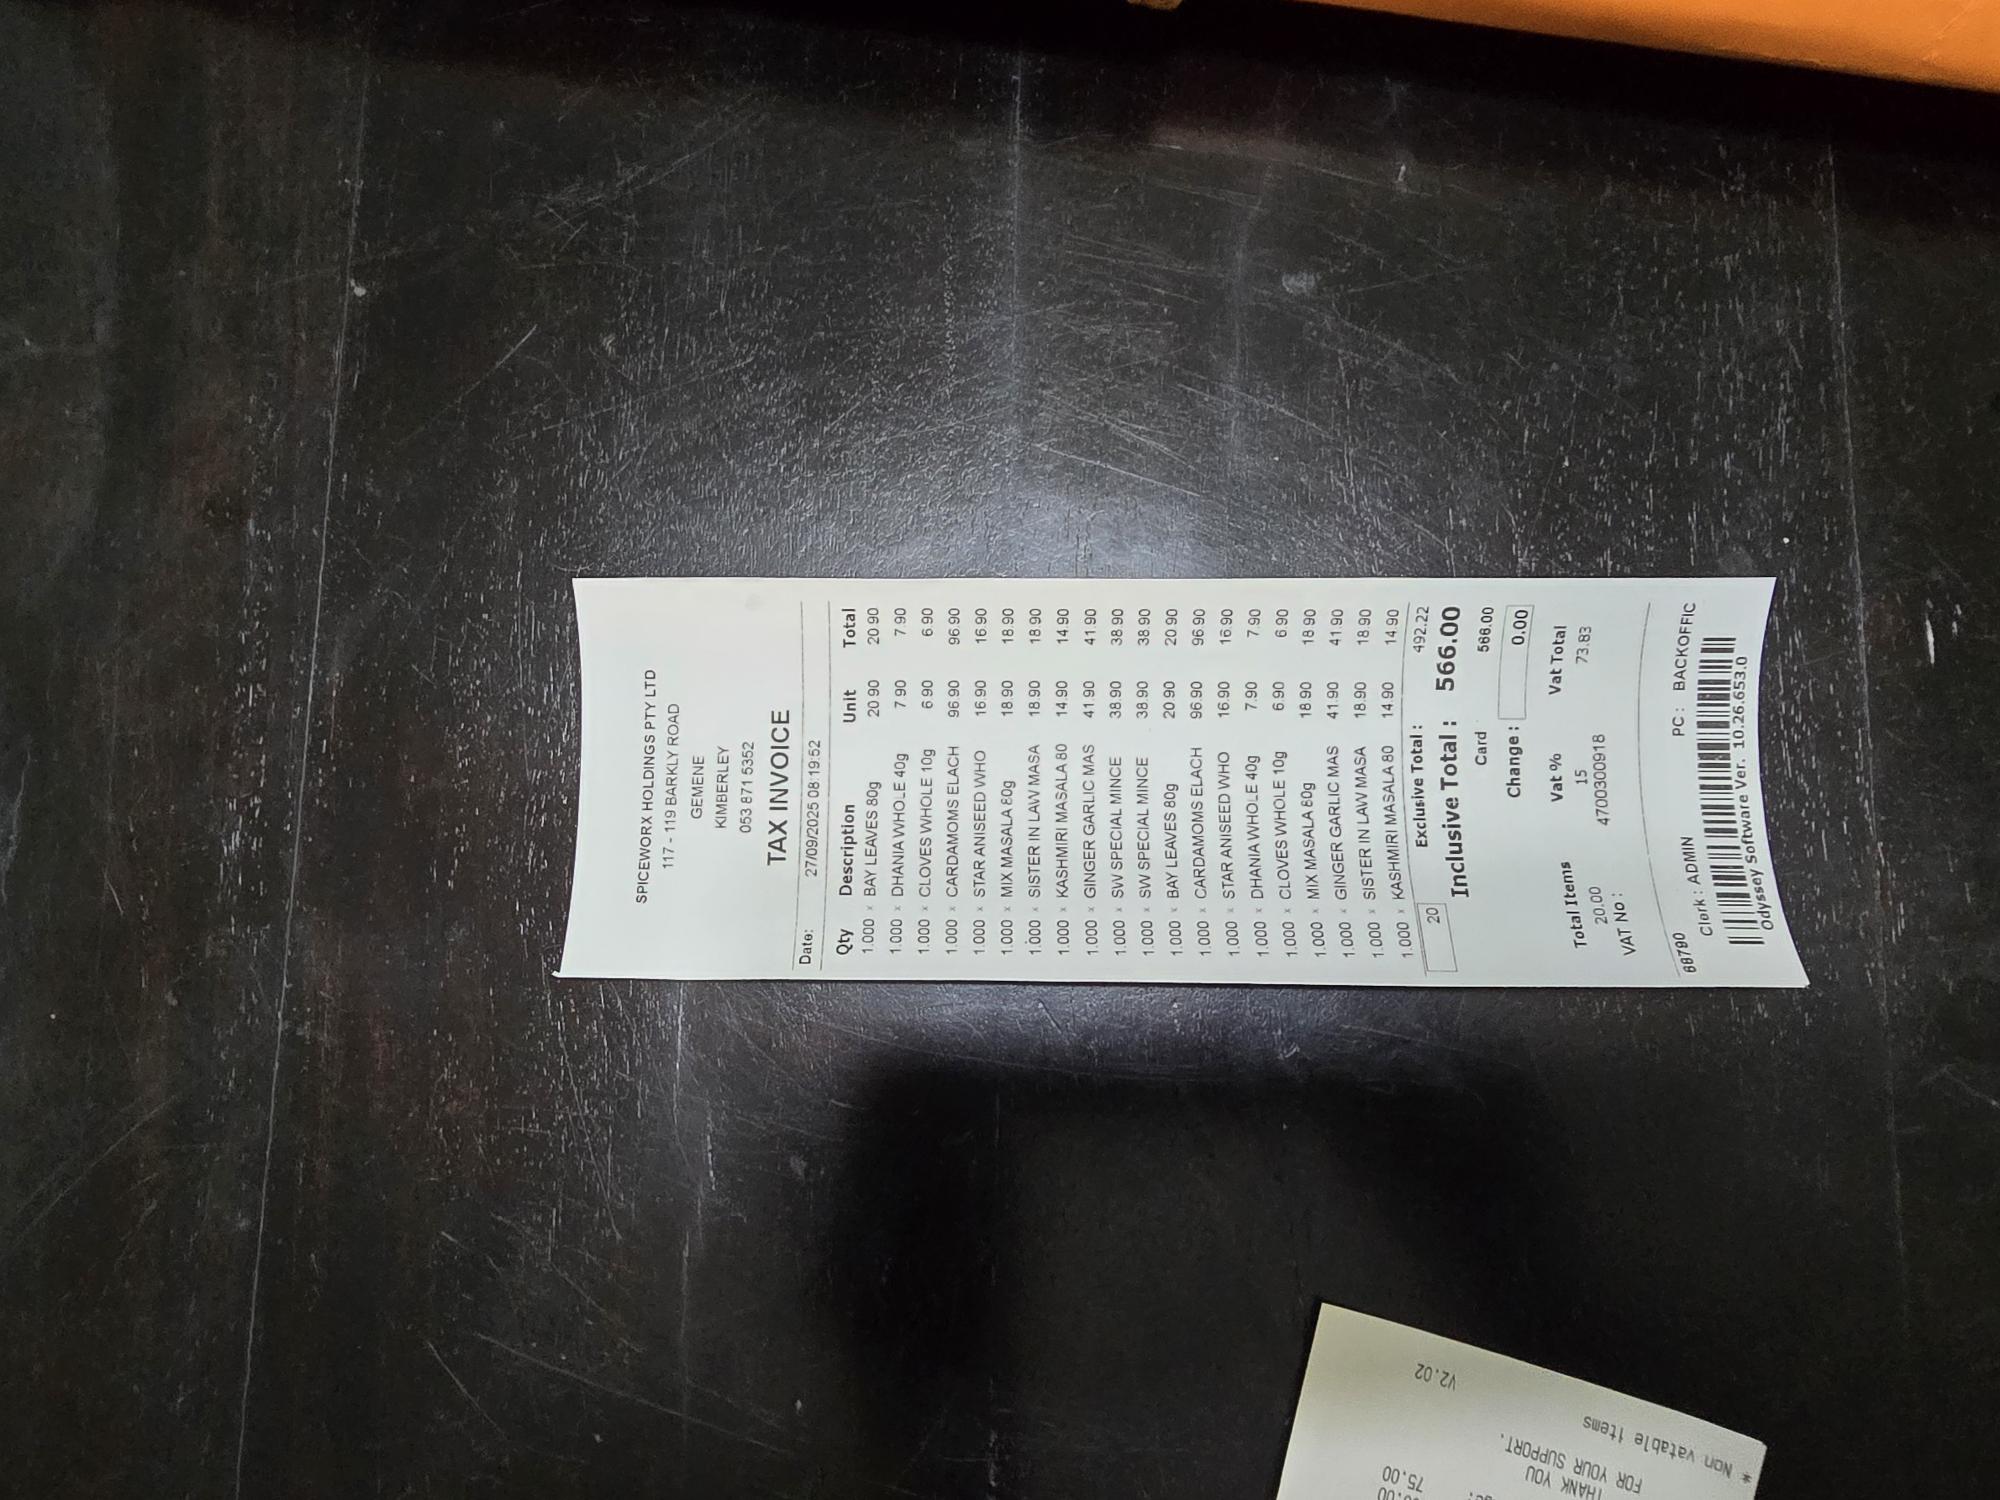 SPICEWORX HOLDINGS PTY LTD
117 - 119 BARKLY ROAD
GEMENE
KIMBERLEY
053 871 5352
TAX INVOICE
Date: 27/09/2025 08:19:52
Qty Description Unit Total
1.000 x BAY LEAVES 80g 20.90 20.90
1.000 x DHANIA WHOLE 40g 7.90 7.90
1.000 x CLOVES WHOLE 10g 6.90 6.90
1.000 x CARDAMOMS ELACH 96.90 96.90
1.000 x STAR ANISEED WHO 16.90 16.90
1.000 x MIX MASALA 80g 18.90 18.90
1.000 x SISTER IN LAW MASA 18.90 18.90
1.000 x KASHMIRI MASALA 80 14.90 14.90
1.000 x GINGER GARLIC MAS 41.90 41.90
1.000 x SW SPECIAL MINCE 38.90 38.90
1.000 x SW SPECIAL MINCE 38.90 38.90
1.000 x BAY LEAVES 80g 20.90 20.90
1.000 x CARDAMOMS ELACH 96.90 96.90
1.000 x STAR ANISEED WHO 16.90 16.90
1.000 x DHANIA WHOLE 40g 7.90 7.90
1.000 x CLOVES WHOLE 10g 6.90 6.90
1.000 x MIX MASALA 80g 18.90 18.90
1.000 x GINGER GARLIC MAS 41.90 41.90
1.000 x SISTER IN LAW MASA 18.90 18.90
1.000 x KASHMIRI MASALA 80 14.90 14.90
20 Exclusive Total : 492.22
Inclusive Total : 566.00
Card 566.00
Change : 0.00
Total Items Vat % Vat Total
20.00 15 73.83
VAT No : 4700300918
68790
Clerk : ADMIN PC : BACKOFFIC
Odyssey Software Ver. 10.26.653.0
75.00
V2.02
THANK YOU
FOR YOUR SUPPORT.
* Non vatable items